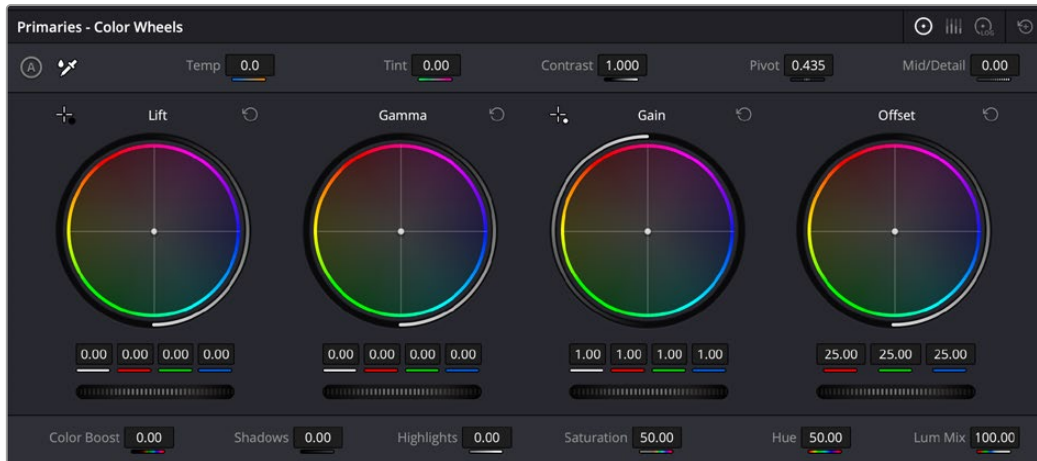 Primaries - Color Wheels
LOG
A Temp 0.0 Tint 0.00 Contrast 1.000 Pivot 0.435 Mid/Detail 0.00
Lift Gamma Gain Offset
0.00 0.00 0.00 0.00 0.00 0.00 0.00 0.00 1.00 1.00 1.00 1.00 25.00 25.00 25.00
Color Boost 0.00 Shadows 0.00 Highlights 0.00 Saturation 50.00 Hue 50.00 Lum Mix 100.00